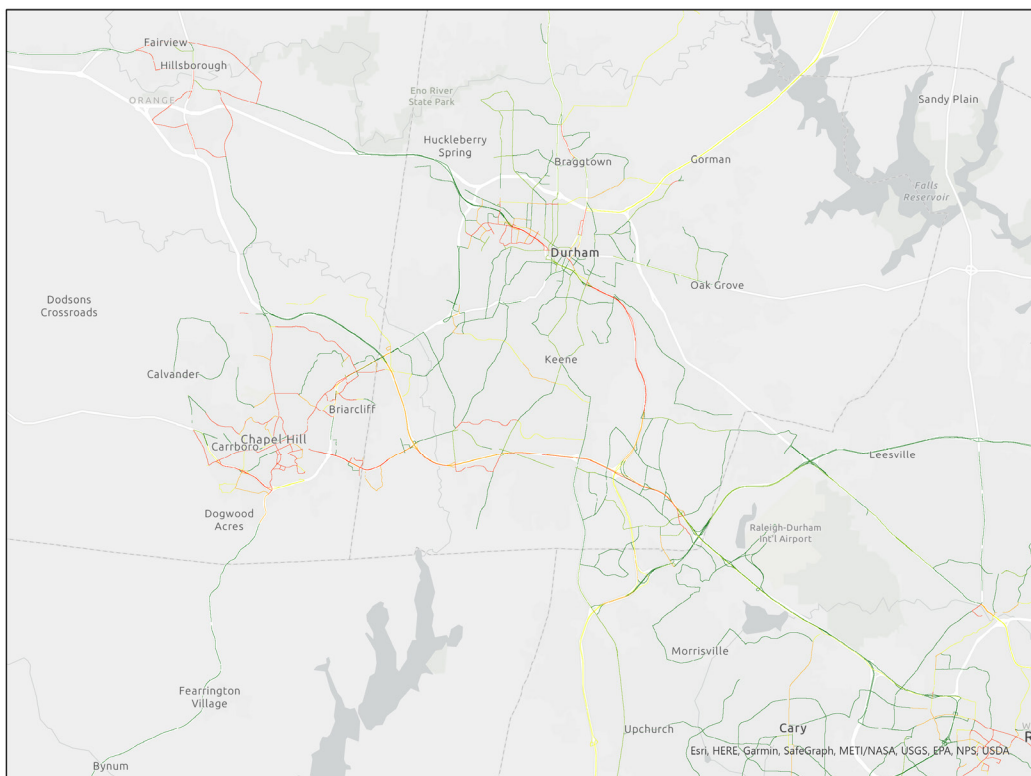 Fairview
Hillsborough
ORANGE
Eno River
State Park
Sandy Plain
Huckleberry
Spring
Braggtown
Gorman
Falls
Reservoir
Durham
Oak Grove
Dodsons
Crossroads
Keene
Calvander
Briarcliff
Chapel Hill
Carrboro
Leesville
Dogwood
Acres
Raleigh-Durham
Int'l Airport
Morrisville
Fearrington
Village
Upchurch
Cary
W
R
Esri, HERE, Garmin, SafeGraph, METI/NASA, USGS, EPA, NPS, USDA
Bynum